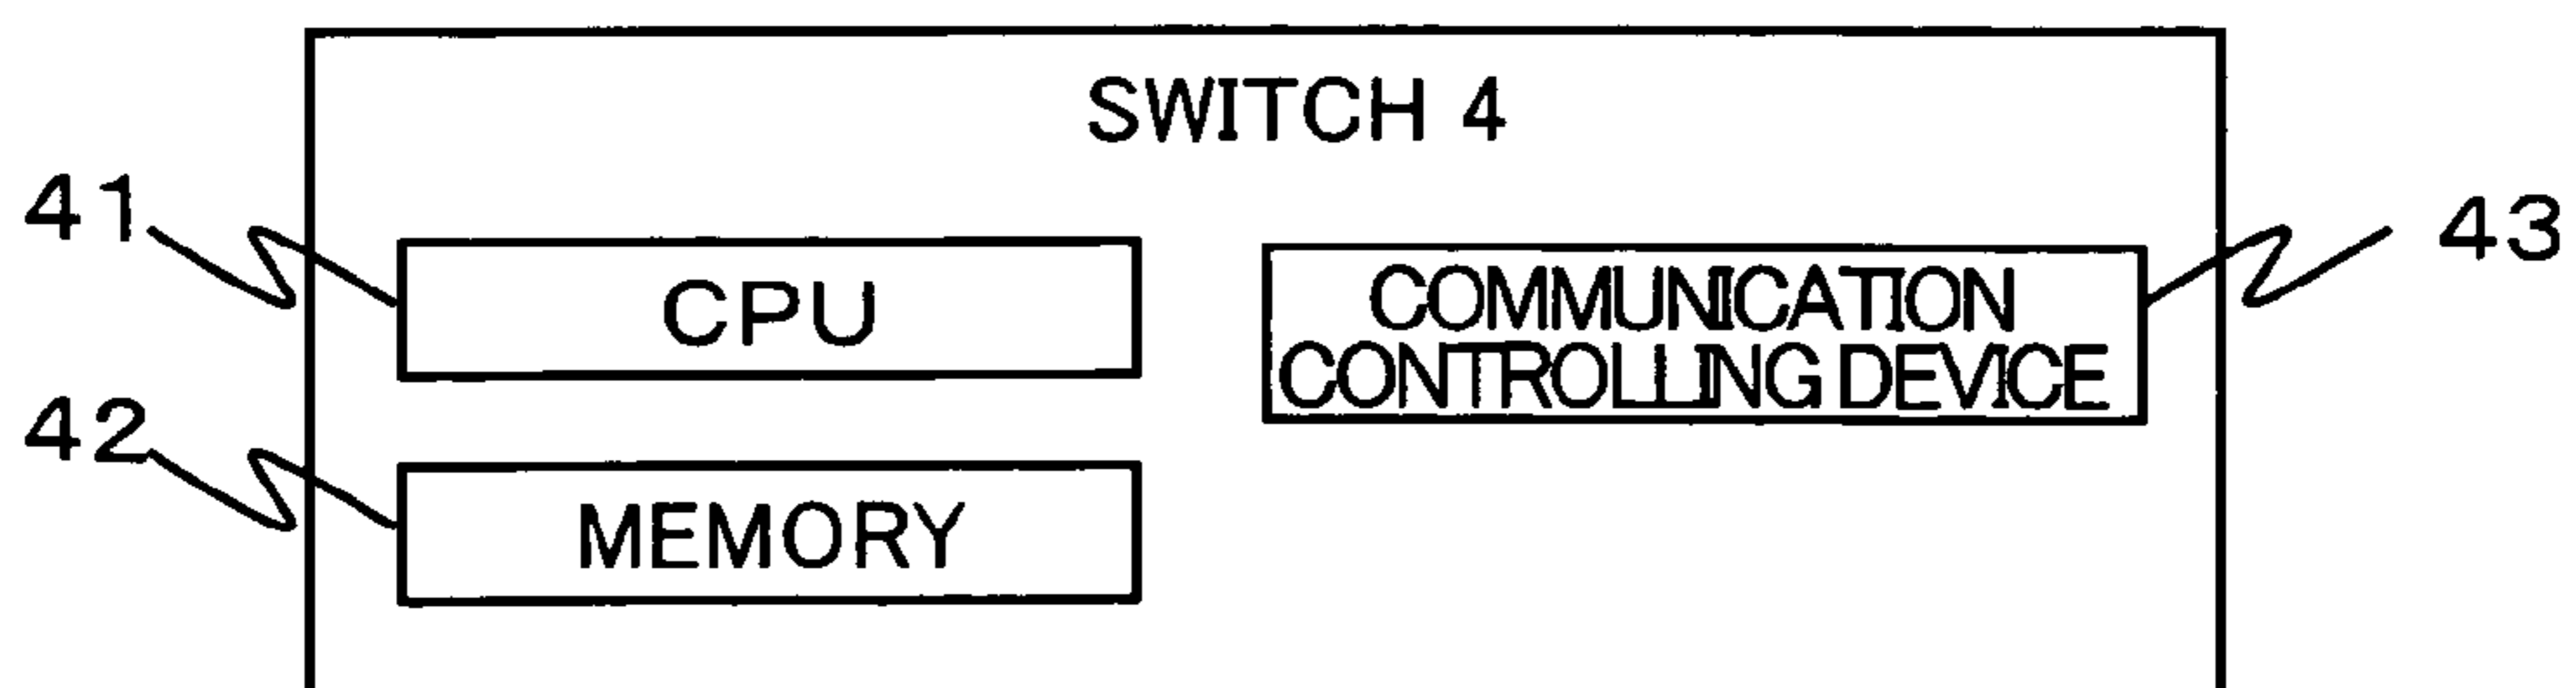 SWITCH 4
41
CPU
COMMUNICATION
CONTROLLING DEVICE
43
42
MEMORY